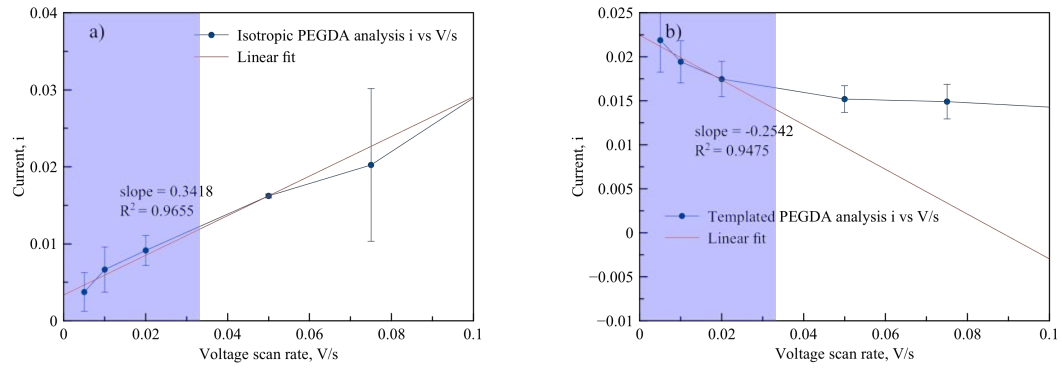 a)
Isotropic PEGDA analysis i vs V/s
Linear fit
slope = 0.3418
R² = 0.9655
Current, i
0.04
0.03
0.02
0.01
0
0 0.02 0.04 0.06 0.08 0.1
Voltage scan rate, V/s
b)
slope = -0.2542
R² = 0.9475
Templated PEGDA analysis i vs V/s
Linear fit
Current, i
0.025
0.02
0.015
0.01
0.005
0
−0.005
−0.01
0 0.02 0.04 0.06 0.08 0.1
Voltage scan rate, V/s